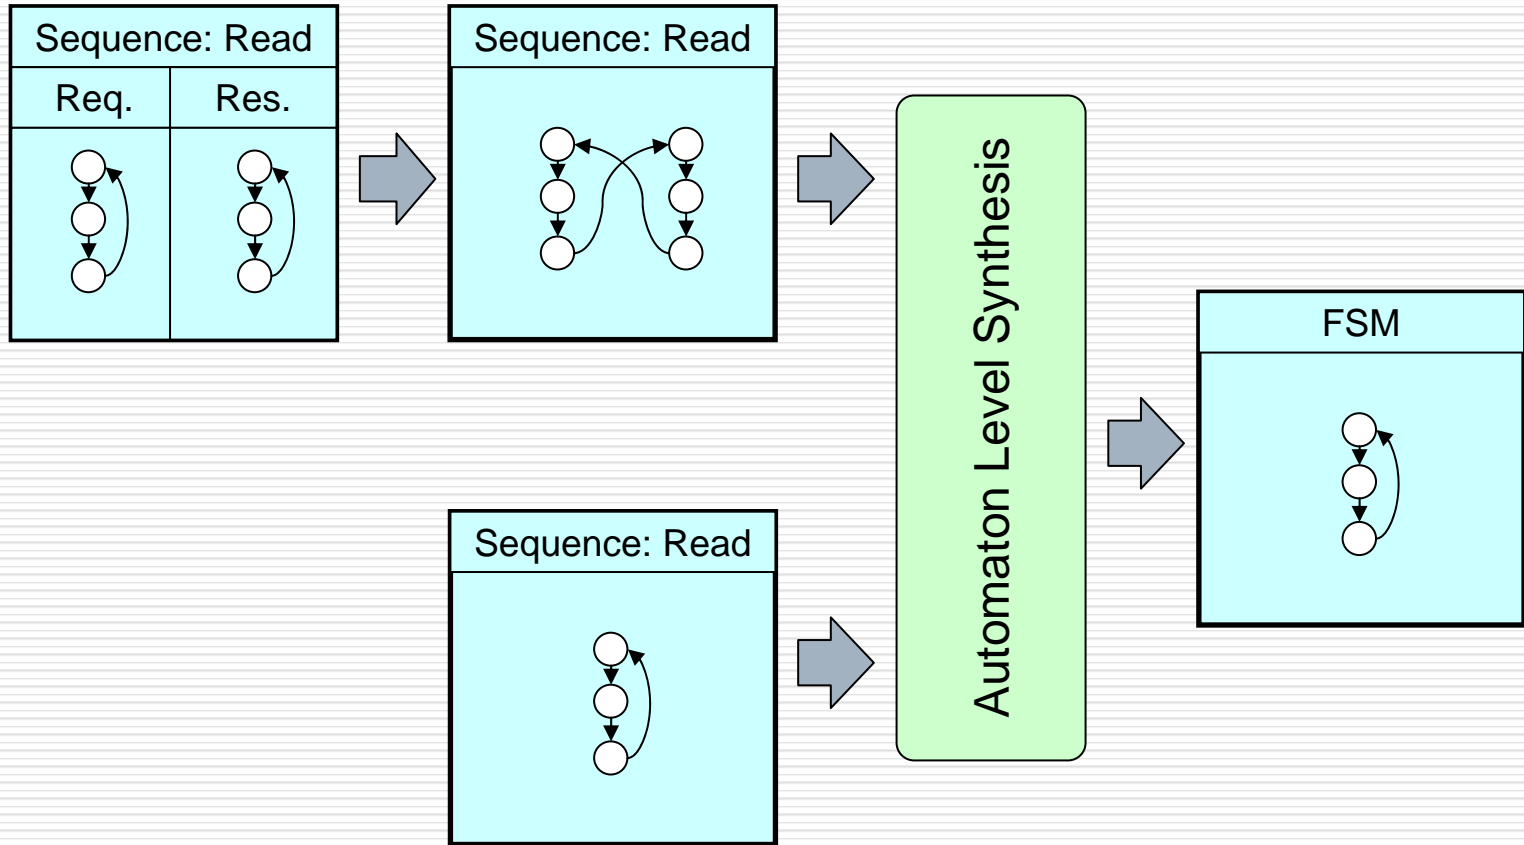 Sequence: Read
Req.
Res.
Sequence: Read
Automaton Level Synthesis
FSM
Sequence: Read